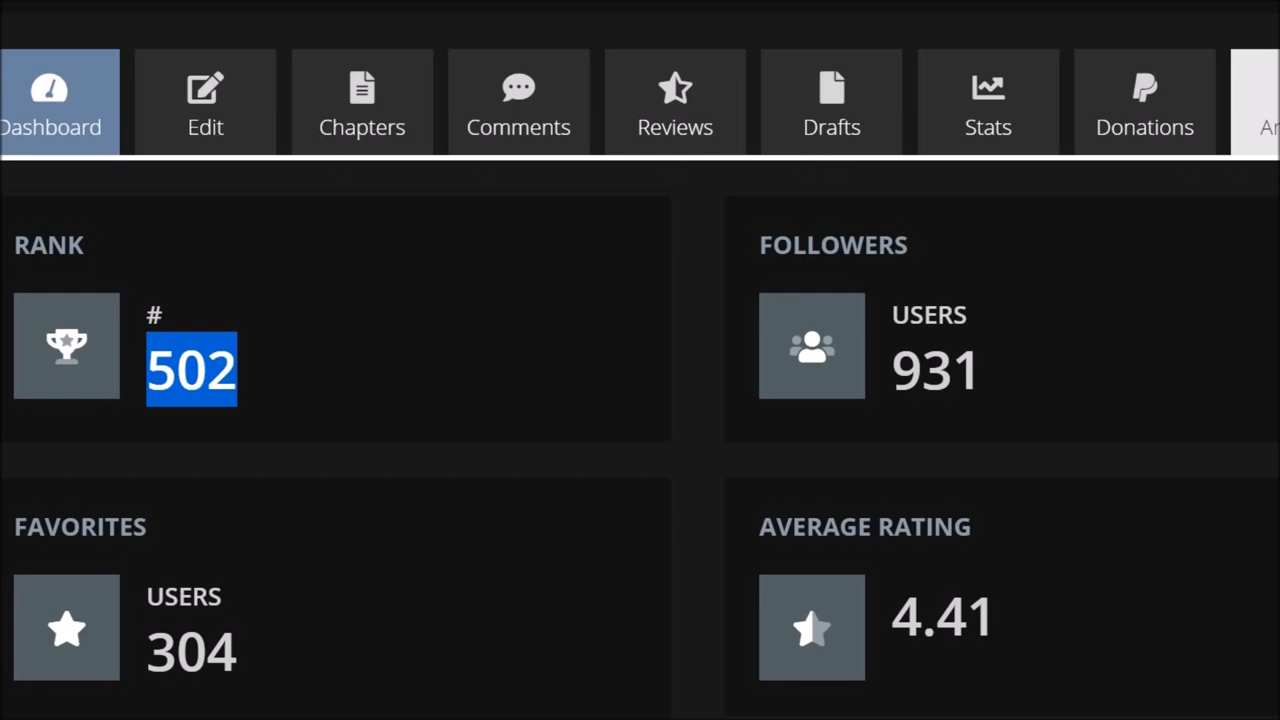 Dashboard
Edit
Chapters
Comments
Reviews
Drafts
Stats
Donations
RANK
#
502
FOLLOWERS
USERS
931
FAVORITES
USERS
304
AVERAGE RATING
4.41